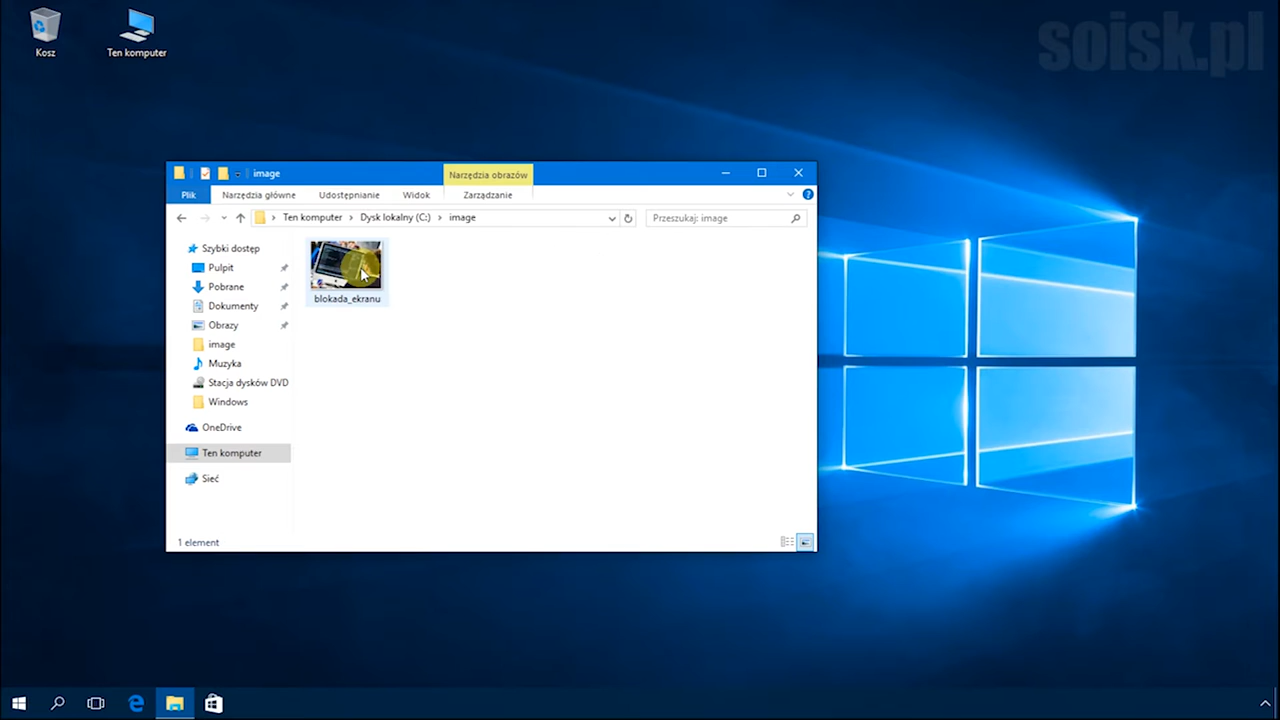 soisk.pl
Kosz
Ten komputer
image
Narzędzia obrazów
Plik
Narzędzia główne
Udostępnianie
Widok
Zarządzanie
Ten komputer > Dysk lokalny (C:) > image
Przeszukaj: image
Szybki dostęp
Pulpit
Pobrane
Dokumenty
Obrazy
image
Muzyka
Stacja dysków DVD
Windows
OneDrive
Ten komputer
Sieć
blokada_ekranu
1 element